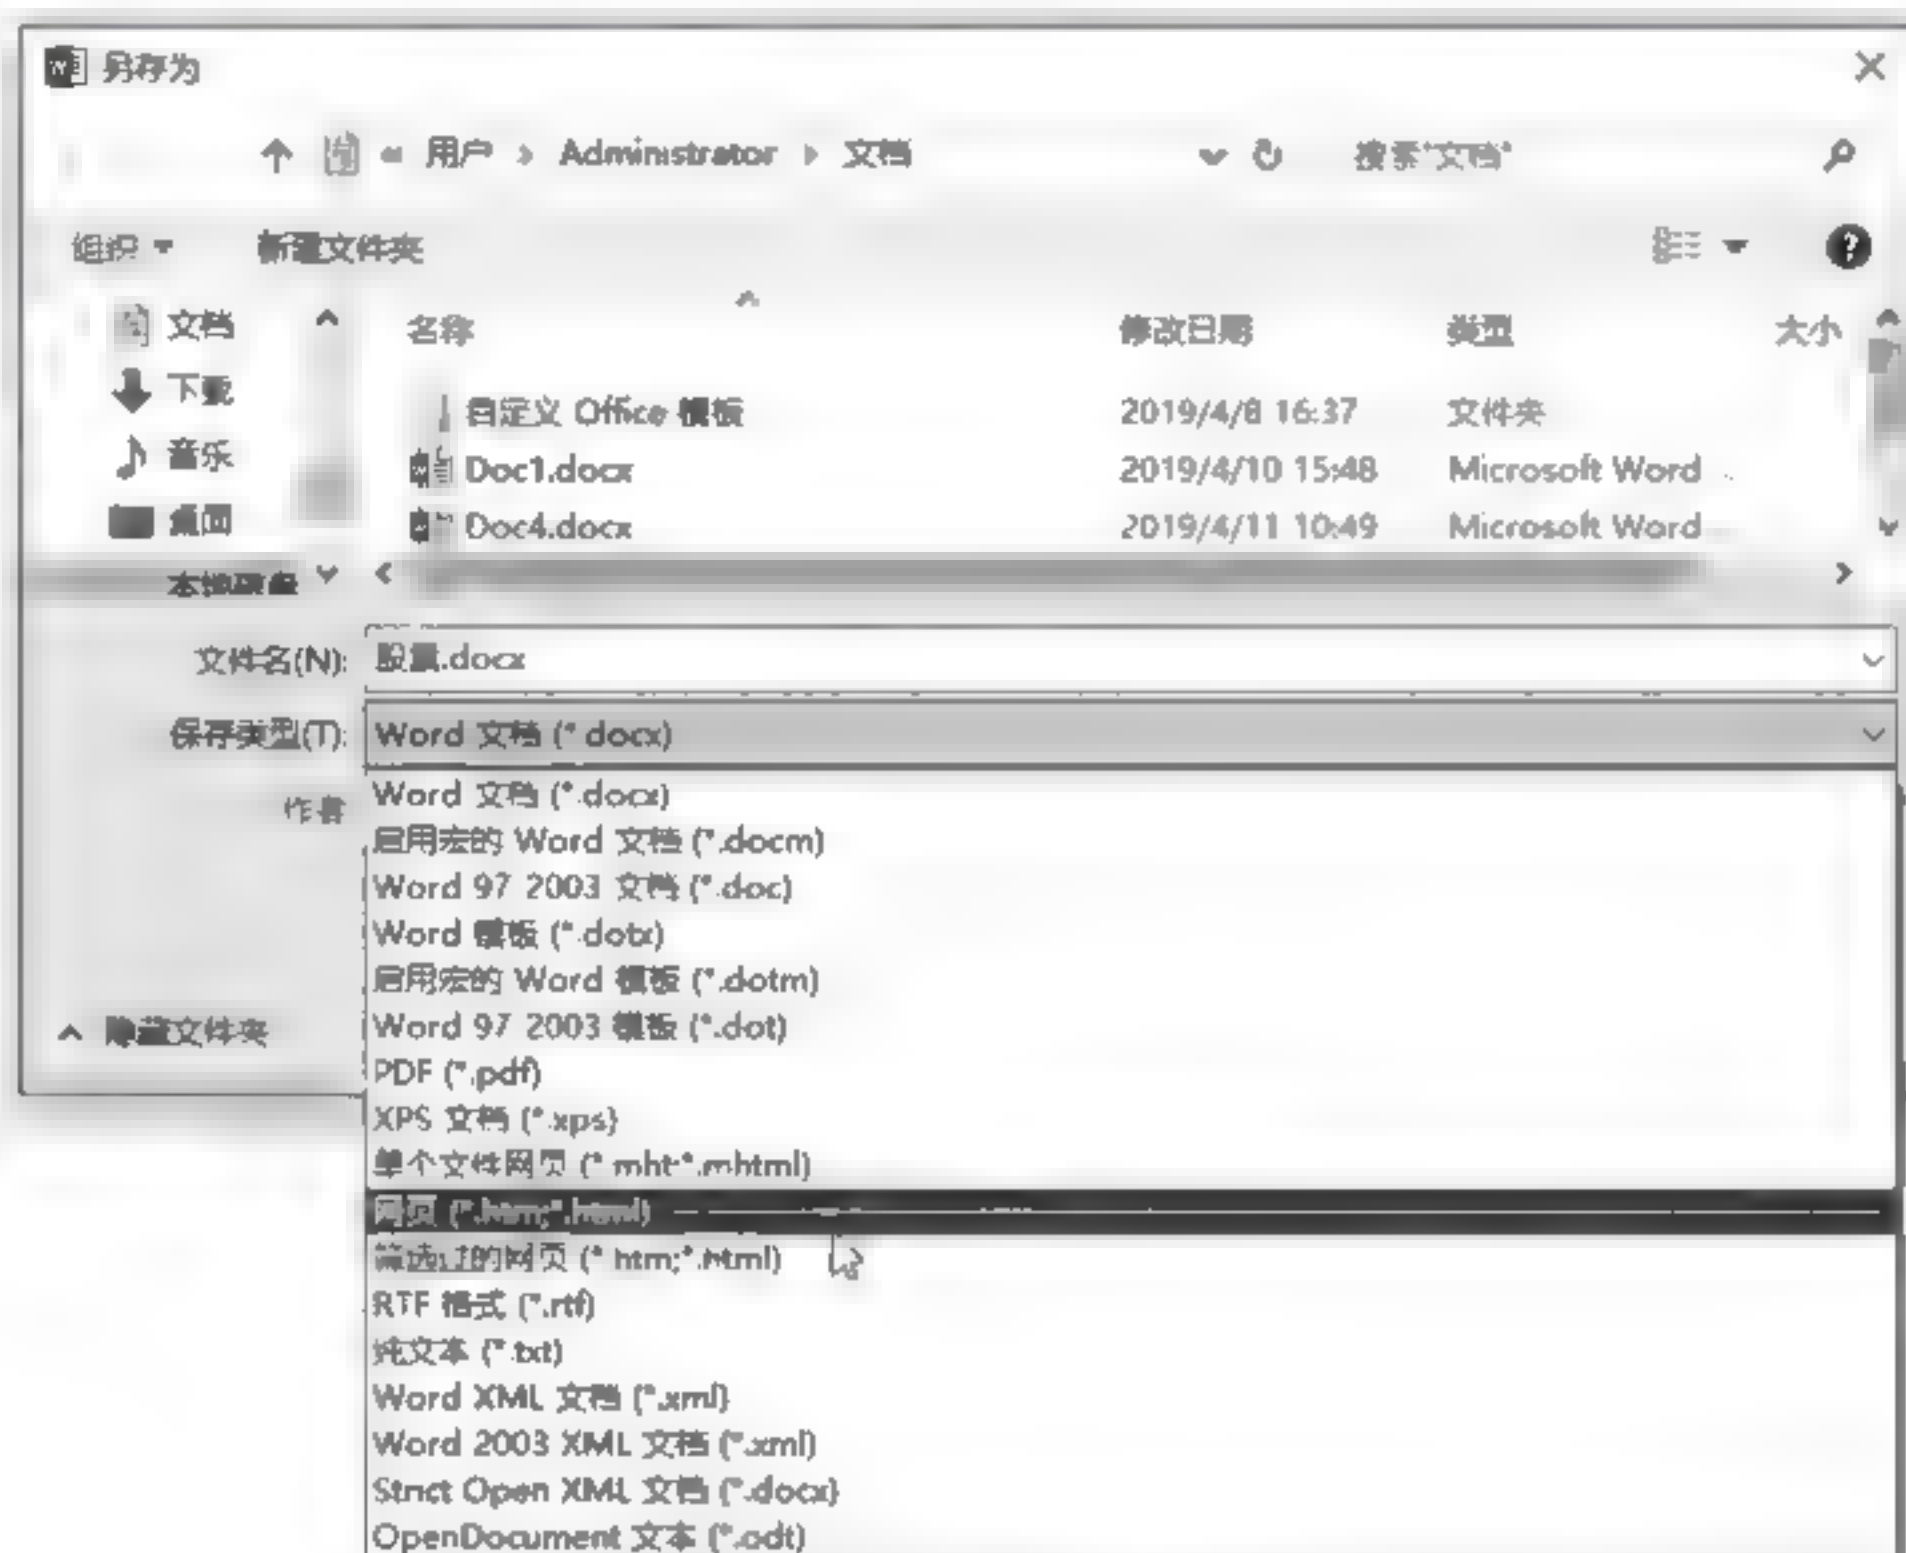 另存为
« 用户 › Administrator › 文档
搜索"文档"
组织 新建文件夹
文档
下载
音乐
桌面
本地硬盘
名称 修改日期 类型 大小
自定义 Office 模板 2019/4/8 16:37 文件夹
Doc1.docx 2019/4/10 15:48 Microsoft Word
Doc4.docx 2019/4/11 10:49 Microsoft Word
文件名(N): .docx
保存类型(T): Word 文档 (*.docx)
作者
Word 文档 (*.docx)
启用宏的 Word 文档 (*.docm)
Word 97-2003 文档 (*.doc)
Word 模板 (*.dotx)
启用宏的 Word 模板 (*.dotm)
Word 97-2003 模板 (*.dot)
PDF (*.pdf)
XPS 文档 (*.xps)
单个文件网页 (*.mht;*.mhtml)
网页 (*.htm;*.html)
筛选过的网页 (*.htm;*.html)
RTF 格式 (*.rtf)
纯文本 (*.txt)
Word XML 文档 (*.xml)
Word 2003 XML 文档 (*.xml)
Strict Open XML 文档 (*.docx)
OpenDocument 文本 (*.odt)
隐藏文件夹